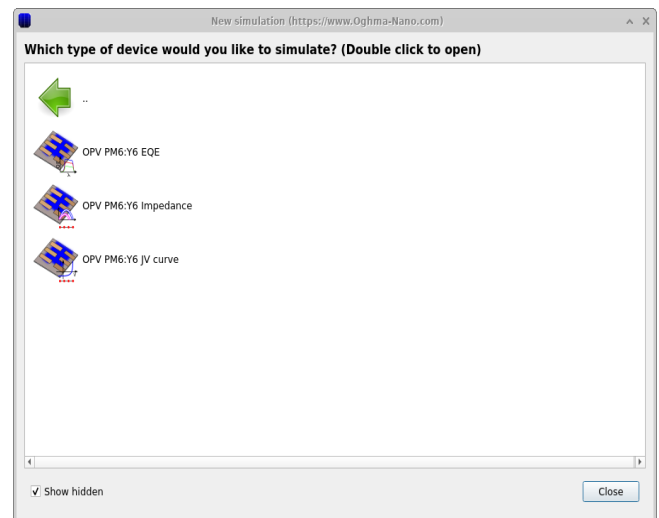 New simulation (https://www.Oghma-Nano.com)
Which type of device would you like to simulate? (Double click to open)
..
OPV PM6:Y6 EQE
OPV PM6:Y6 Impedance
OPV PM6:Y6 JV curve
Show hidden
Close